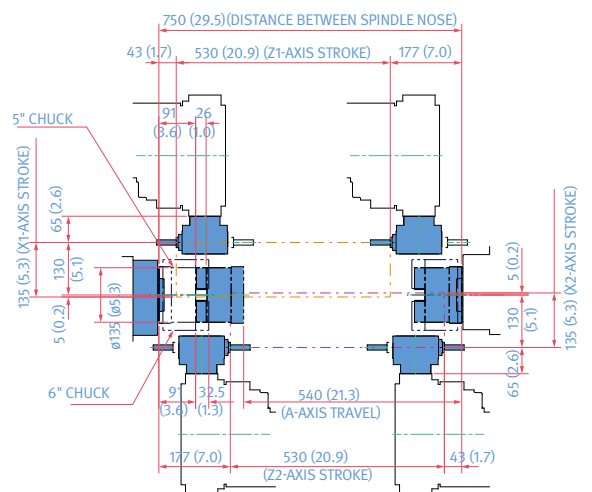 750 (29.5)(DISTANCE BETWEEN SPINDLE NOSE)
43 (1.7)
530 (20.9) (Z1-AXIS STROKE)
177 (7.0)
91
(3.6)
26
(1.0)
5" CHUCK
135 (5.3) (X1-AXIS STROKE)
65 (2.6)
130
(5.1)
5 (0.2)
ø135 (ø5.3)
5 (0.2)
130
(5.1)
65 (2.6)
135 (5.3) (X2-AXIS STROKE)
6" CHUCK
91
(3.6)
32.5
(1.3)
540 (21.3)
(A-AXIS TRAVEL)
177 (7.0)
530 (20.9)
(Z2-AXIS STROKE)
43 (1.7)